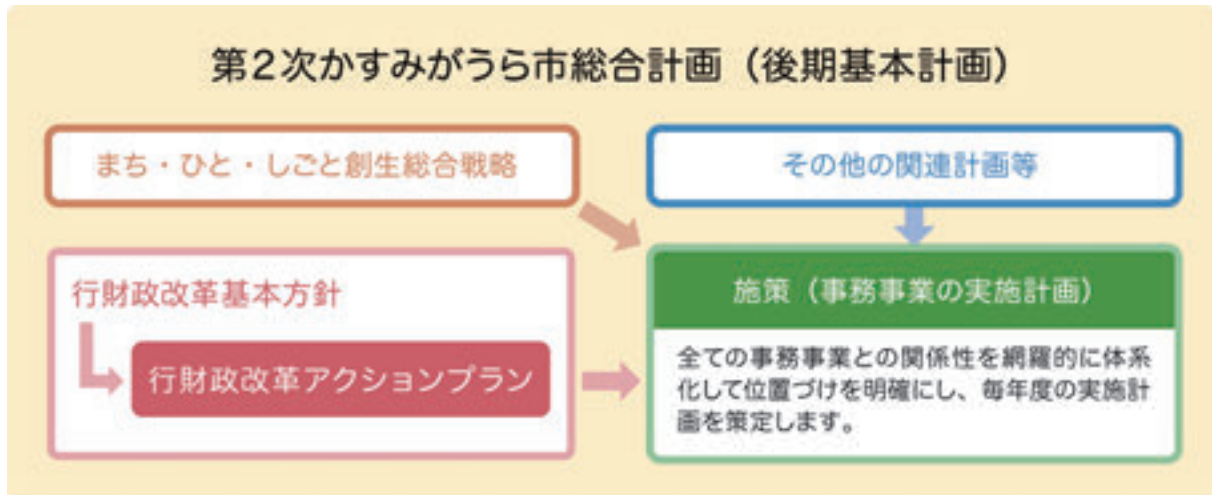 第2次かすみがうら市総合計画（後期基本計画）
まち・ひと・しごと創生総合戦略
その他の関連計画等
行財政改革基本方針
行財政改革アクションプラン
施策（事務事業の実施計画）
全ての事務事業との関係性を網羅的に体系
化して位置づけを明確にし、毎年度の実施計
画を策定します。